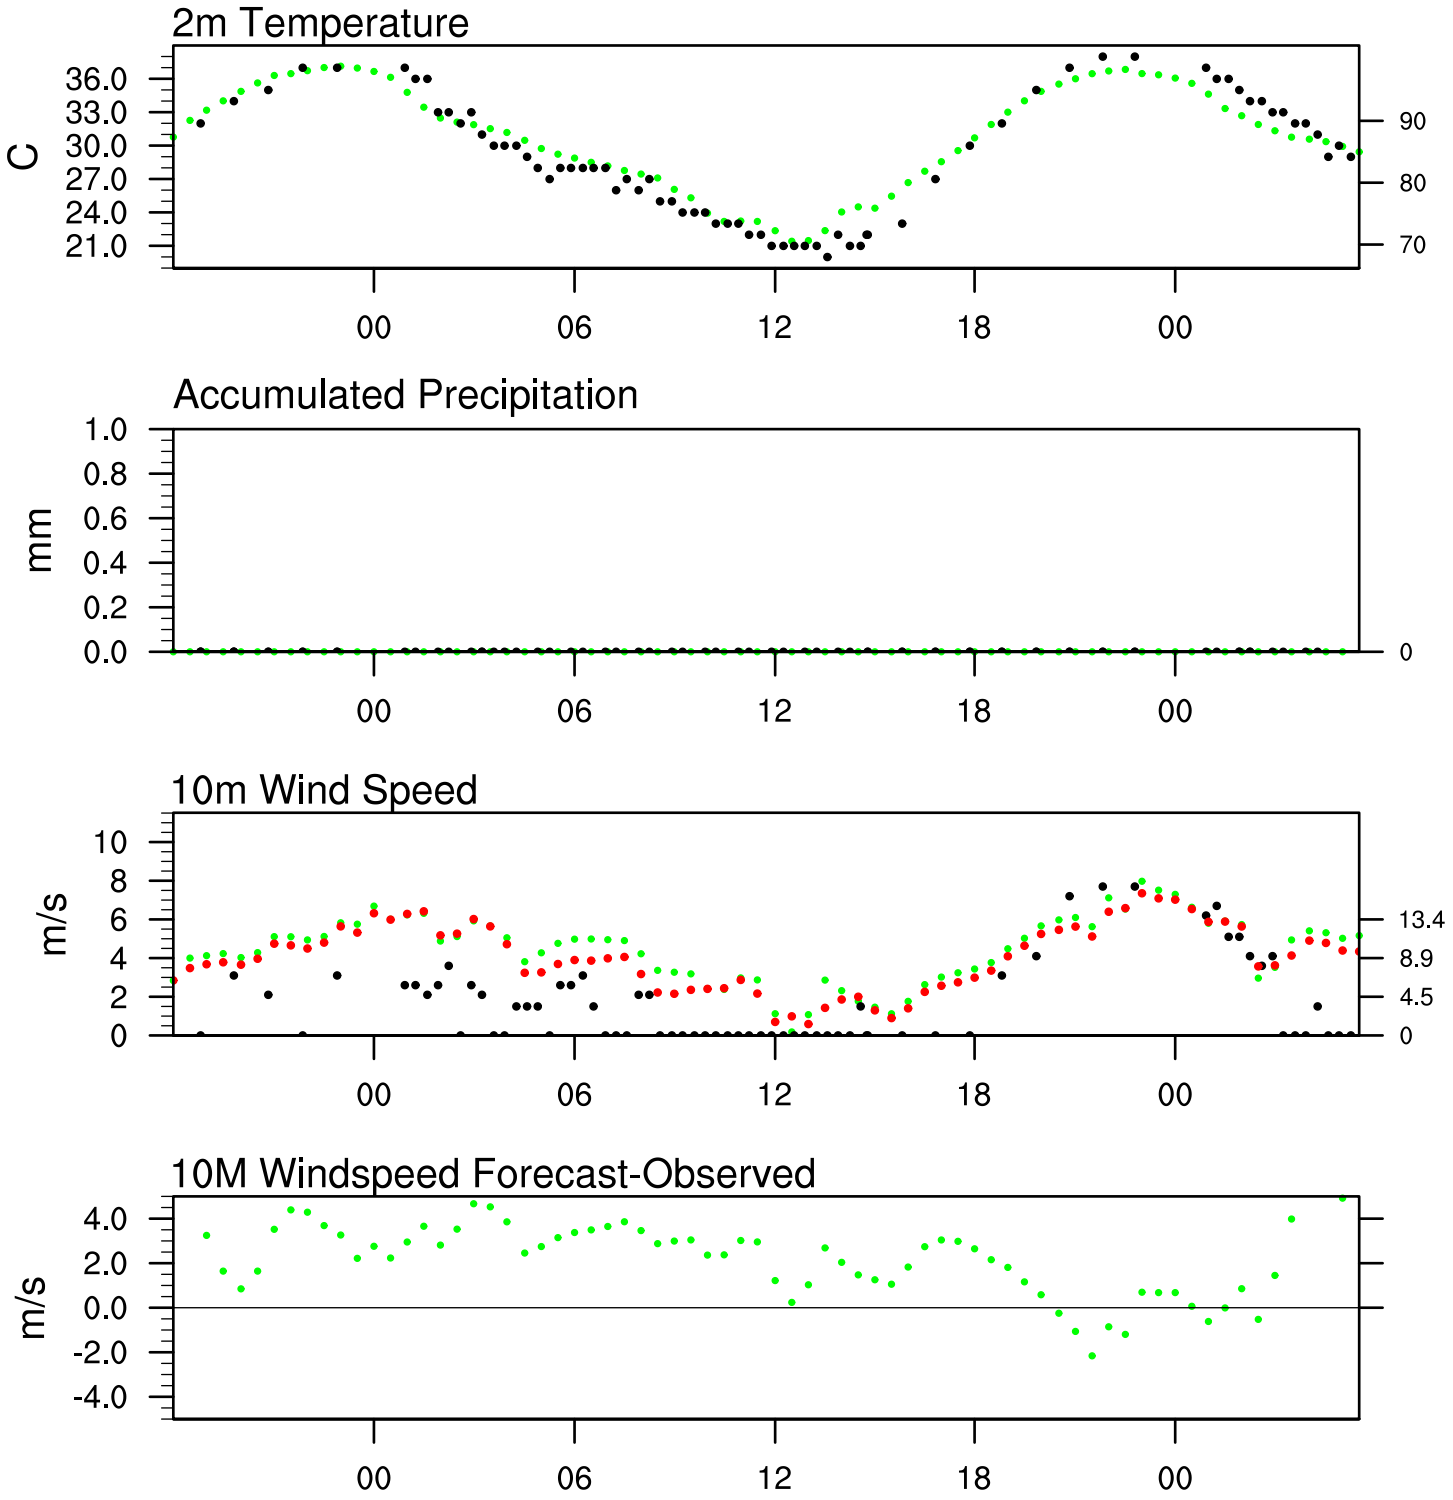 2m Temperature
36.0
33.0
90
30.0
C
27.0
80
24.0
21.0
70
00 06 12 18 00
Accumulated Precipitation
1.0
0.8
0.6
mm
0.4
0.2
0.0
0
00 06 12 18 00
10m Wind Speed
10
8
6
13.4
m/s
4
8.9
2
4.5
0
0
00 06 12 18 00
10M Windspeed Forecast-Observed
4.0
2.0
m/s
0.0
-2.0
-4.0
00 06 12 18 00